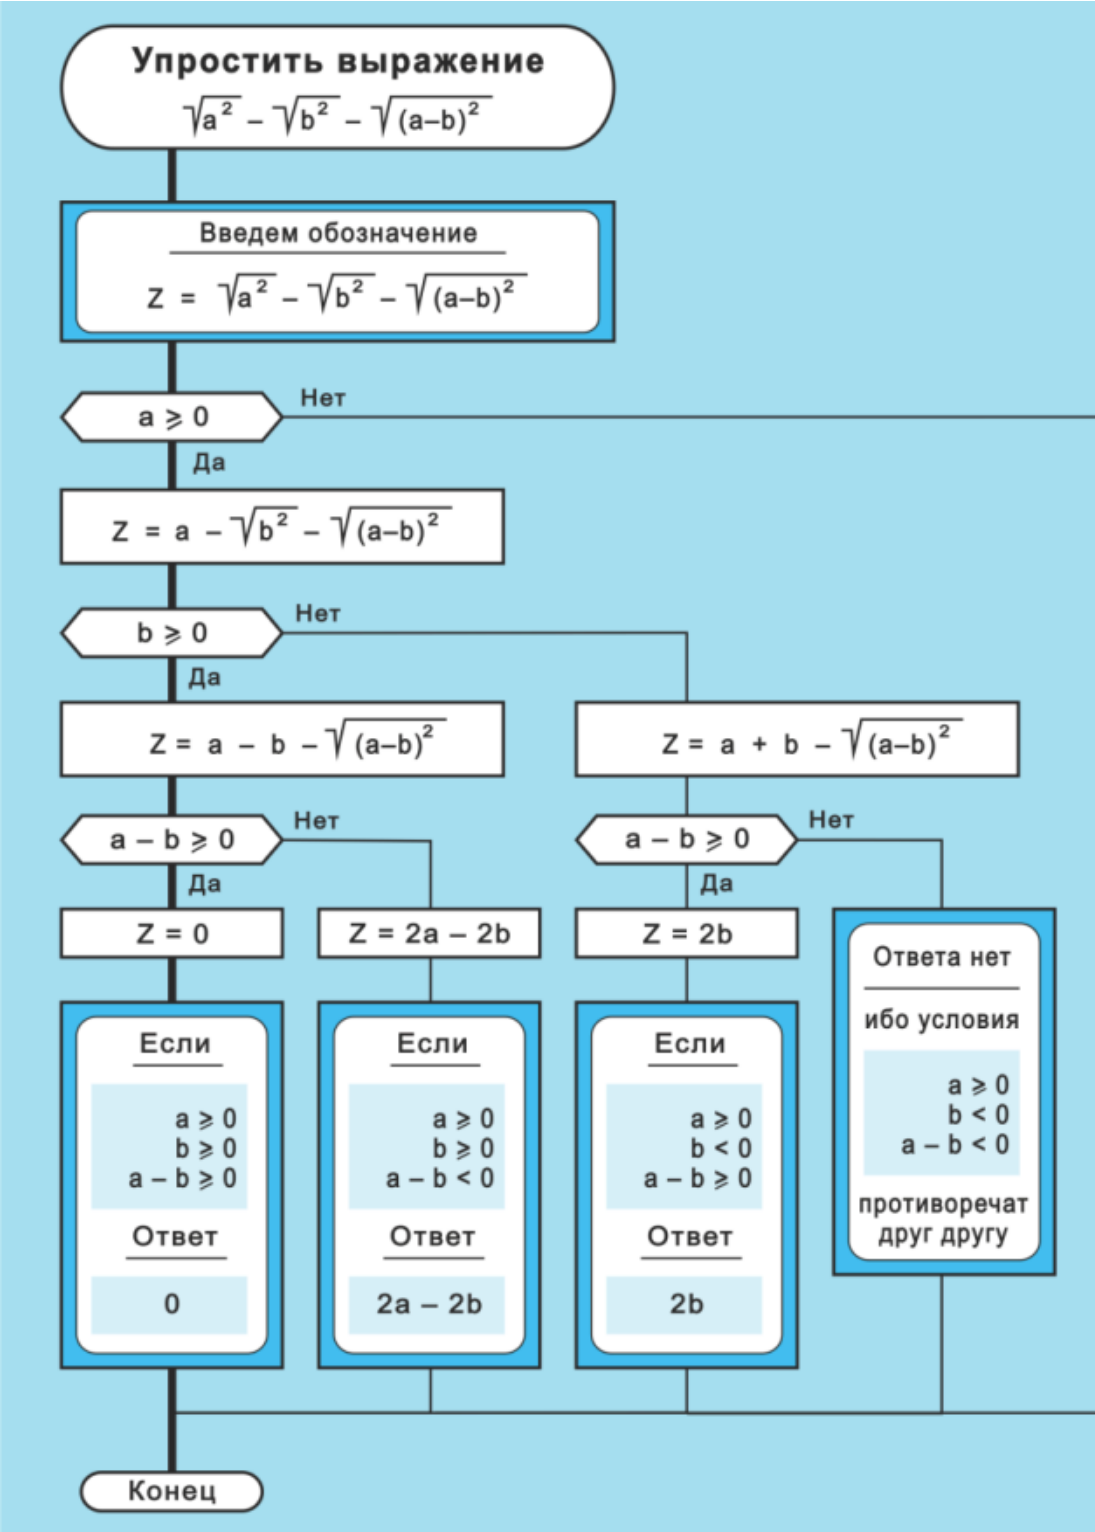 Упростить выражение
√a² – √b² – √(a–b)²
Введем обозначение
Z = √a² – √b² – √(a–b)²
a ⩾ 0
Нет
Да
Z = a – √b² – √(a–b)²
b ⩾ 0
Нет
Да
Z = a – b – √(a–b)²
a – b ⩾ 0
Нет
Да
Z = 0
Z = 2a – 2b
Если
a ⩾ 0
b ⩾ 0
a – b ⩾ 0
Ответ
0
Если
a ⩾ 0
b ⩾ 0
a – b < 0
Ответ
2a – 2b
Z = a + b – √(a–b)²
a – b ⩾ 0
Нет
Да
Z = 2b
Если
a ⩾ 0
b < 0
a – b ⩾ 0
Ответ
2b
Ответа нет
ибо условия
a ⩾ 0
b < 0
a – b < 0
противоречат
друг другу
Конец